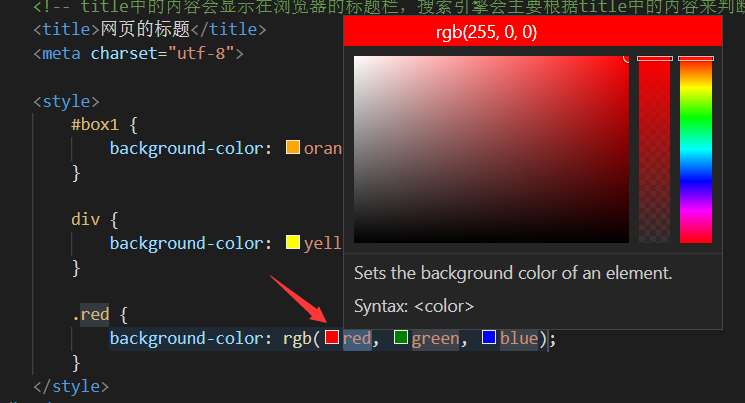 <!-- title中的内容会显示在浏览器的标题栏，搜索引擎会主要根据title中的内容来判断
<title>网页的标题</title>
<meta charset="utf-8">
<style>
#box1 {
background-color: oran
}
div {
background-color: yell
}
.red {
background-color: rgb(red, green, blue);
}
</style>
rgb(255, 0, 0)
Sets the background color of an element.
Syntax: <color>